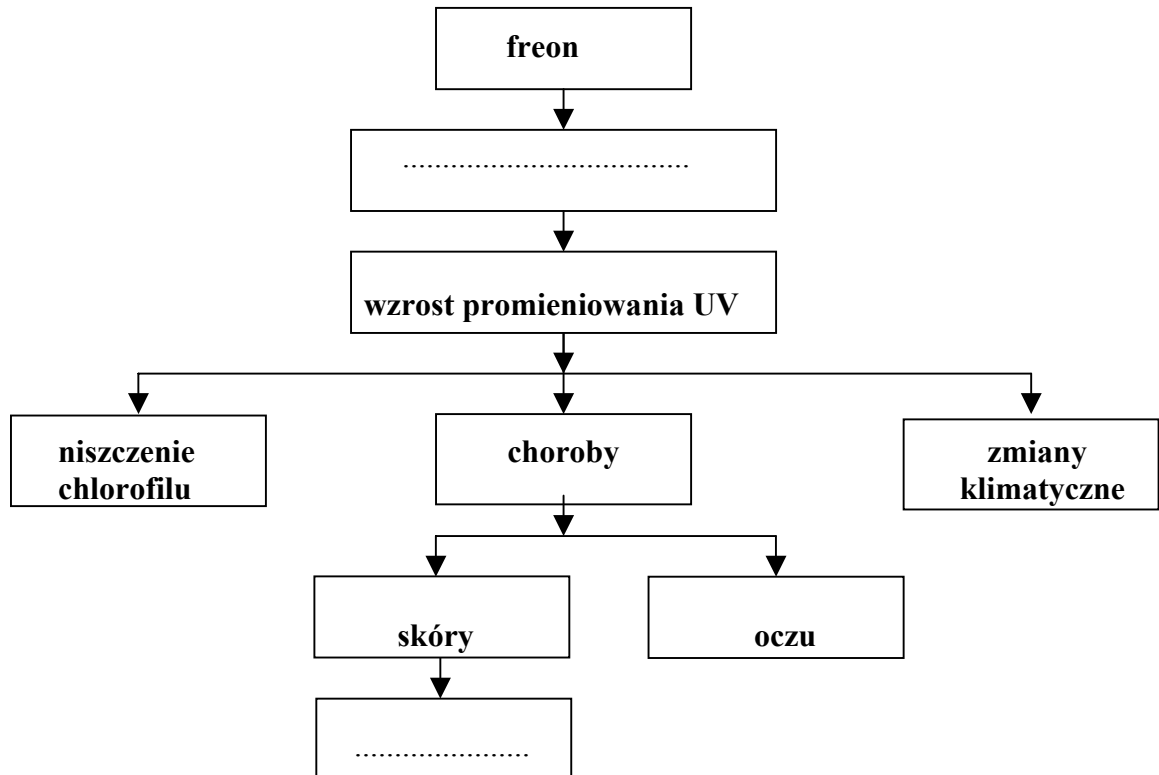 freon
..................................
wzrost promieniowania UV
niszczenie
chlorofilu
choroby
zmiany
klimatyczne
skóry
oczu
.....................